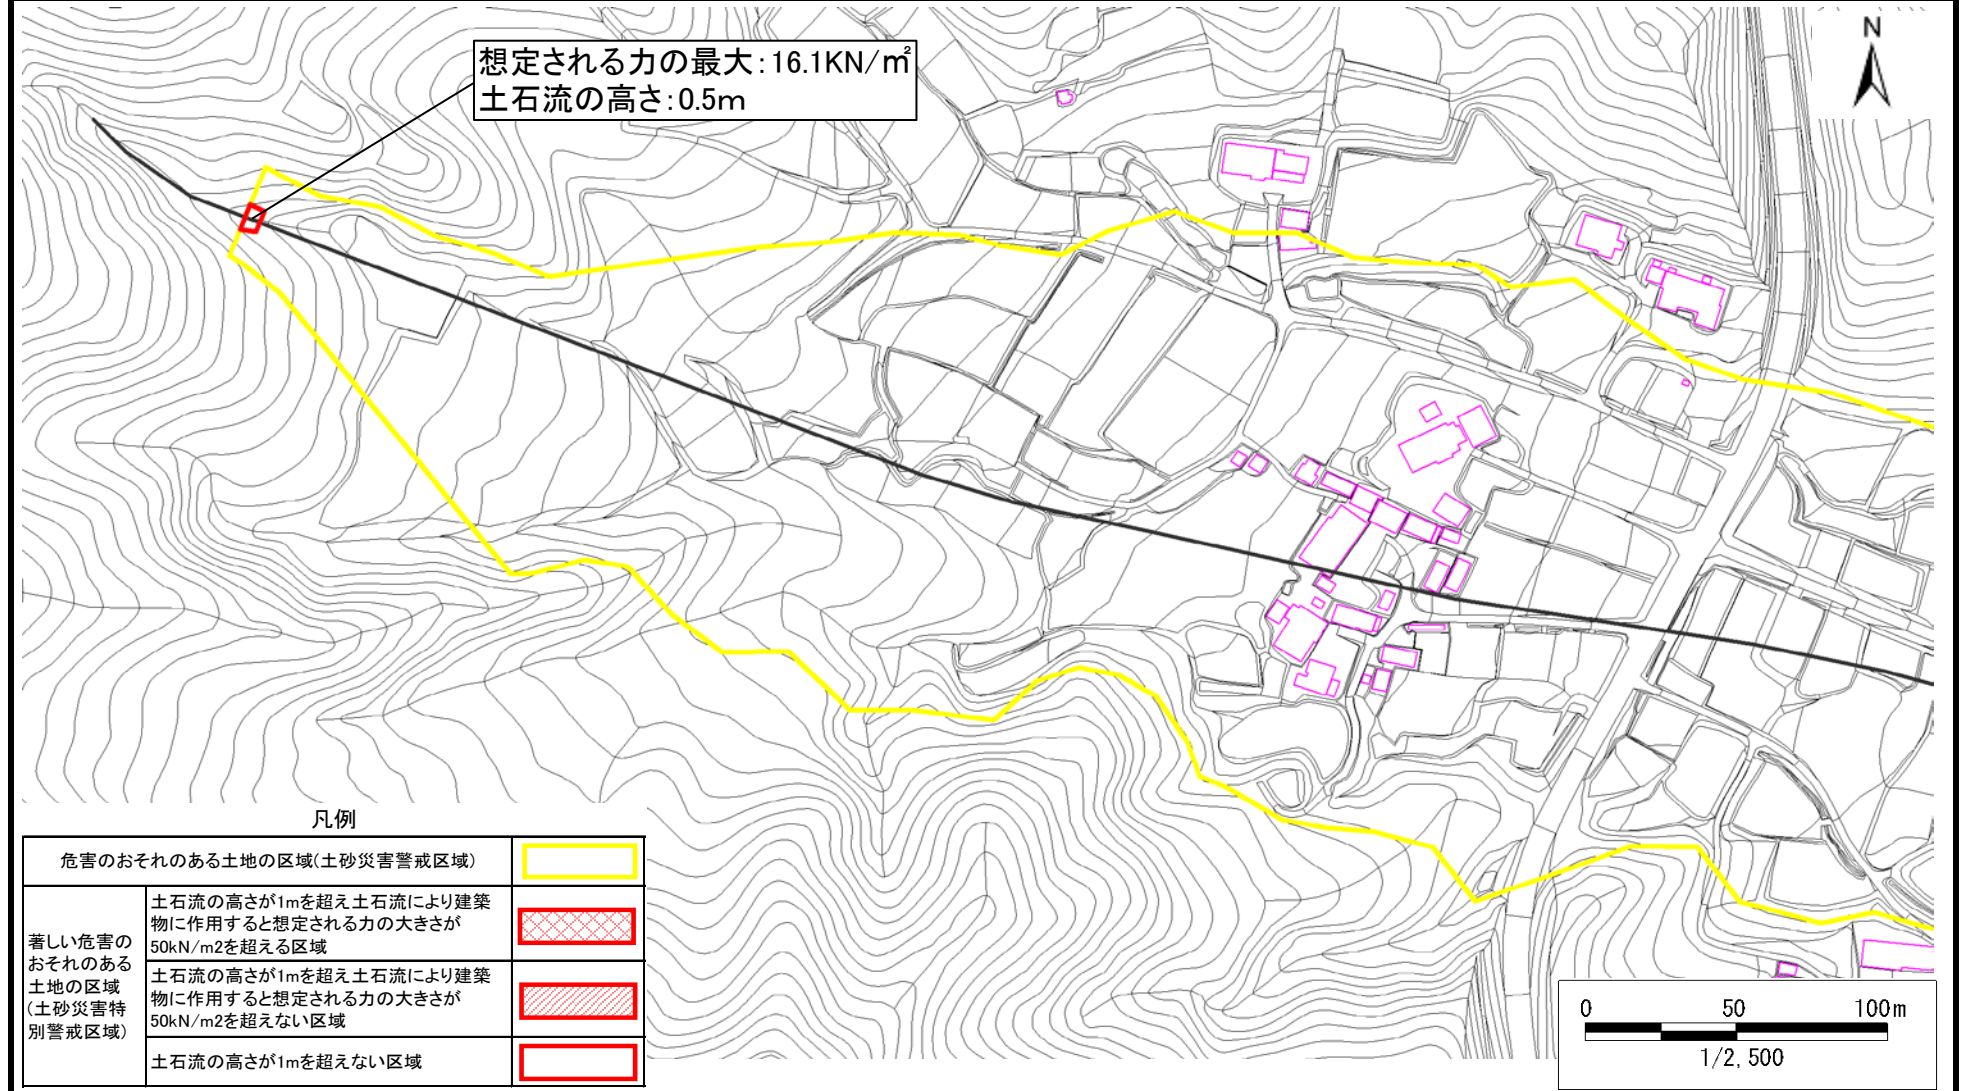 想定される力の最大：16.1KN/㎡
土石流の高さ：0.5m
N
凡例
危害のおそれのある土地の区域(土砂災害警戒区域)
著しい危害の
おそれのある
土地の区域
(土砂災害特
別警戒区域)
土石流の高さが1mを超え土石流により建築
物に作用すると想定される力の大きさが
50kN/m2を超える区域
土石流の高さが1mを超え土石流により建築
物に作用すると想定される力の大きさが
50kN/m2を超えない区域
土石流の高さが1mを超えない区域
0 50 100m
1/2,500